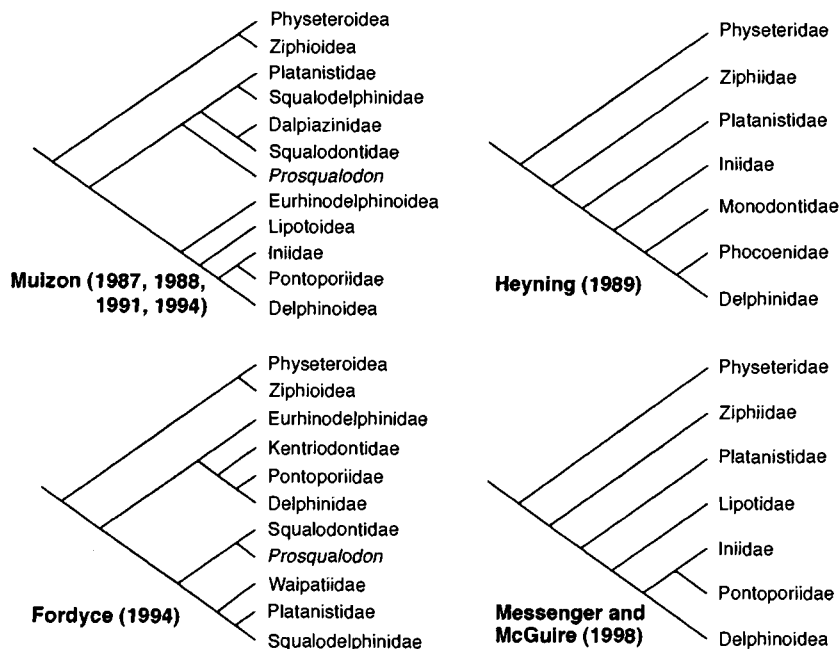 Physeteroidea
Ziphioidea
Platanistidae
Squalodelphinidae
Dalpiazinidae
Squalodontidae
Prosqualodon
Eurhinodelphinoidea
Lipotoidea
Iniidae
Pontoporiidae
Delphinoidea
Muizon (1987, 1988,
1991, 1994)
Physeteridae
Ziphiidae
Platanistidae
Iniidae
Monodontidae
Phocoenidae
Delphinidae
Heyning (1989)
Physeteroidea
Ziphioidea
Eurhinodelphinidae
Kentriodontidae
Pontoporiidae
Delphinidae
Squalodontidae
Prosqualodon
Waipatiidae
Platanistidae
Squalodelphinidae
Fordyce (1994)
Physeteridae
Ziphiidae
Platanistidae
Lipotidae
Iniidae
Pontoporiidae
Delphinoidea
Messenger and
McGuire (1998)